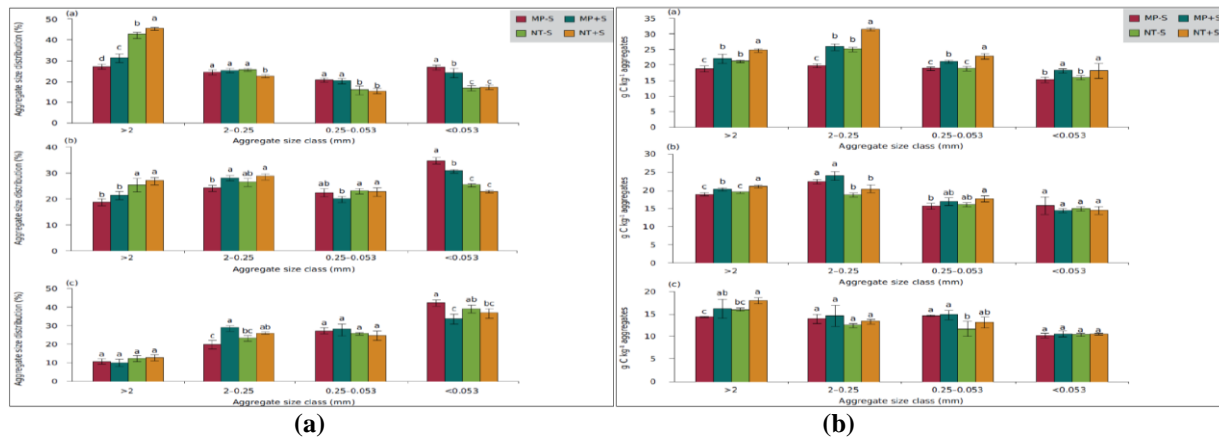 (a)
MP-S MP+S
NT-S NT+S
Aggregate size distribution (%)
50
40
30
20
10
0
d c b a
a a a b
a a b b
a b c c
>2 2–0.25 0.25–0.053 <0.053
Aggregate size class (mm)
(b)
Aggregate size distribution (%)
40
30
20
10
0
b b a a
b a a a
ab b a a
a b c c
>2 2–0.25 0.25–0.053 <0.053
Aggregate size class (mm)
(c)
Aggregate size distribution (%)
50
40
30
20
10
0
a a a a
c a bc ab
a a a a
a c ab bc
>2 2–0.25 0.25–0.053 <0.053
Aggregate size class (mm)
(a)
(a)
MP-S MP+S
NT-S NT+S
g C kg⁻¹ aggregates
35
30
25
20
15
10
5
0
c b b a
c b b a
c b c a
b a b a
>2 2–0.25 0.25–0.053 <0.053
Aggregate size class (mm)
(b)
g C kg⁻¹ aggregates
30
25
20
15
10
5
0
c b c a
b a c c
b ab b a
a a a a
>2 2–0.25 0.25–0.053 <0.053
Aggregate size class (mm)
(c)
g C kg⁻¹ aggregates
20
15
10
5
0
c ab bc a
a a a a
a a b ab
a a a a
>2 2–0.25 0.25–0.053 <0.053
Aggregate size class (mm)
(b)